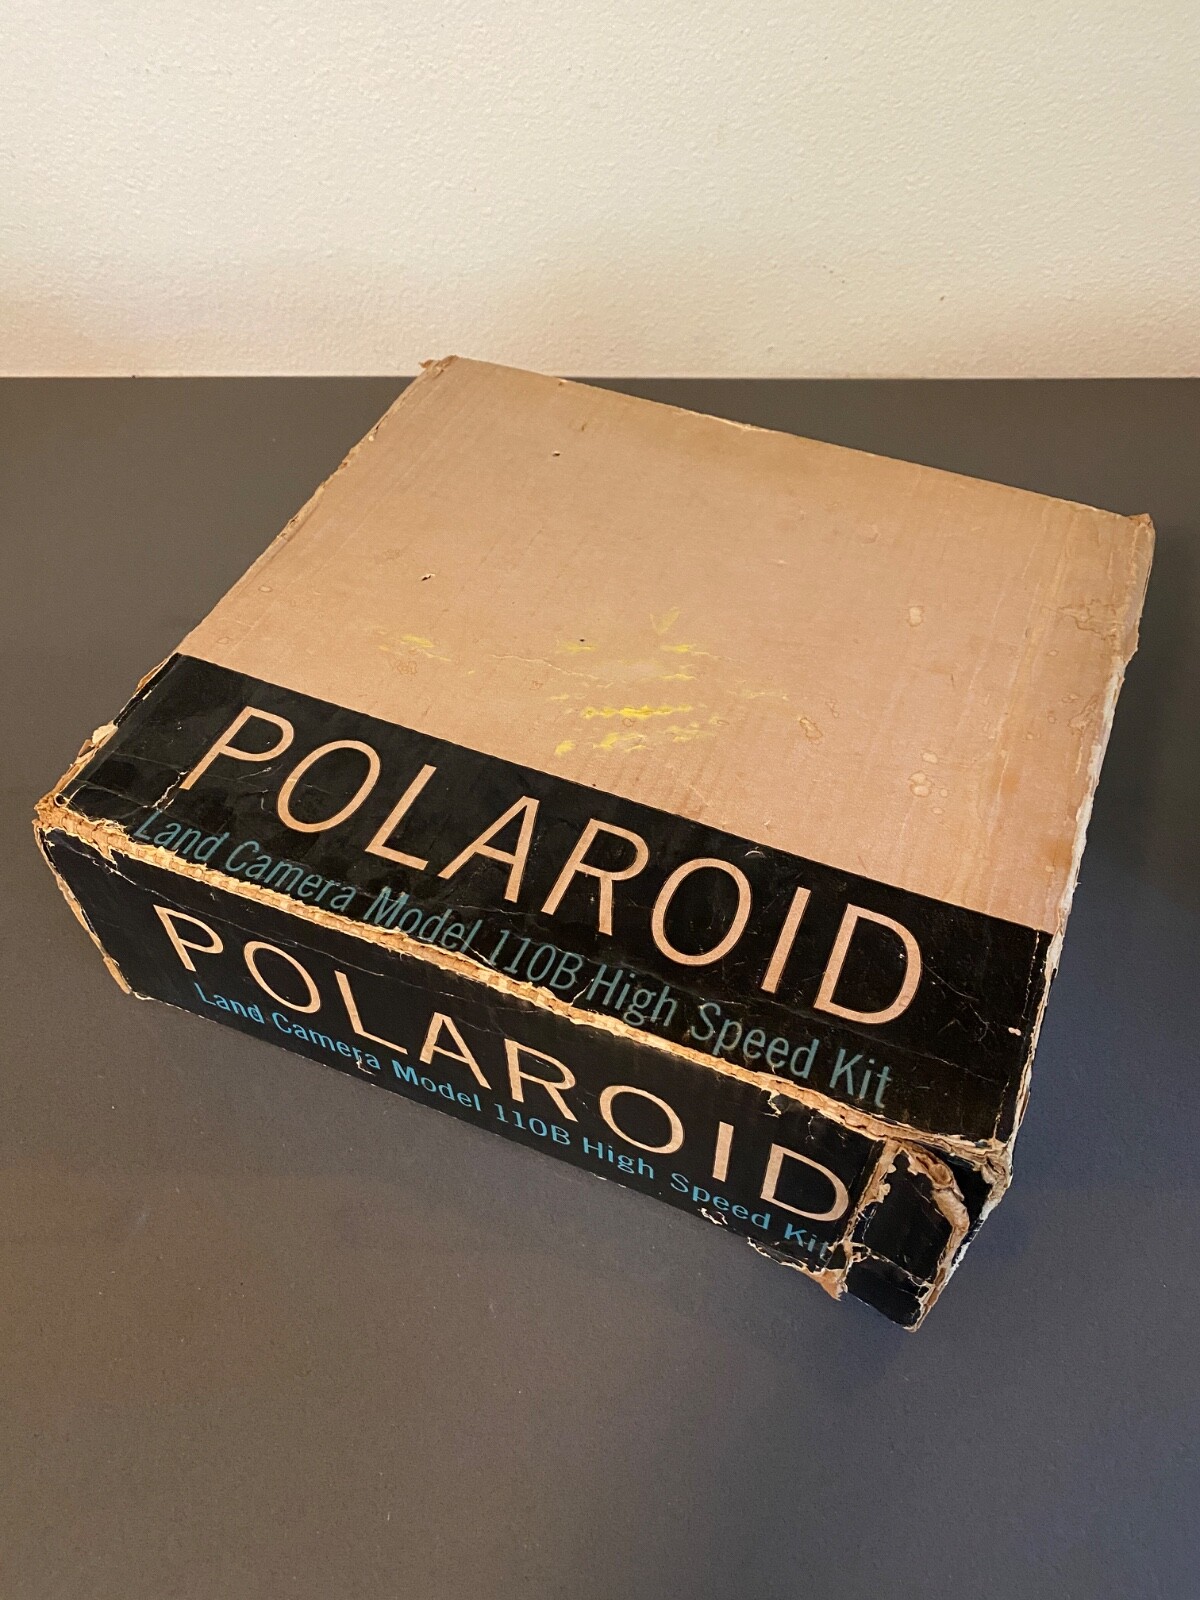 POLAROID
Land Camera Model 110B High Speed Kit
POLAROID
Land Camera Model 110B High Speed Kit